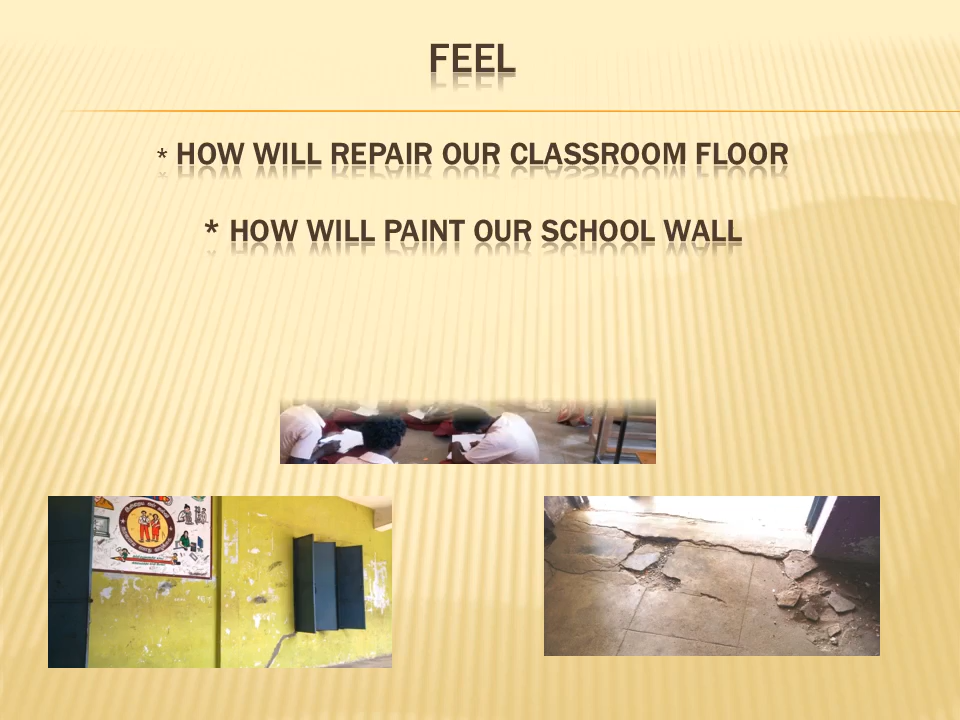 FEEL
* HOW WILL REPAIR OUR CLASSROOM FLOOR
* HOW WILL PAINT OUR SCHOOL WALL